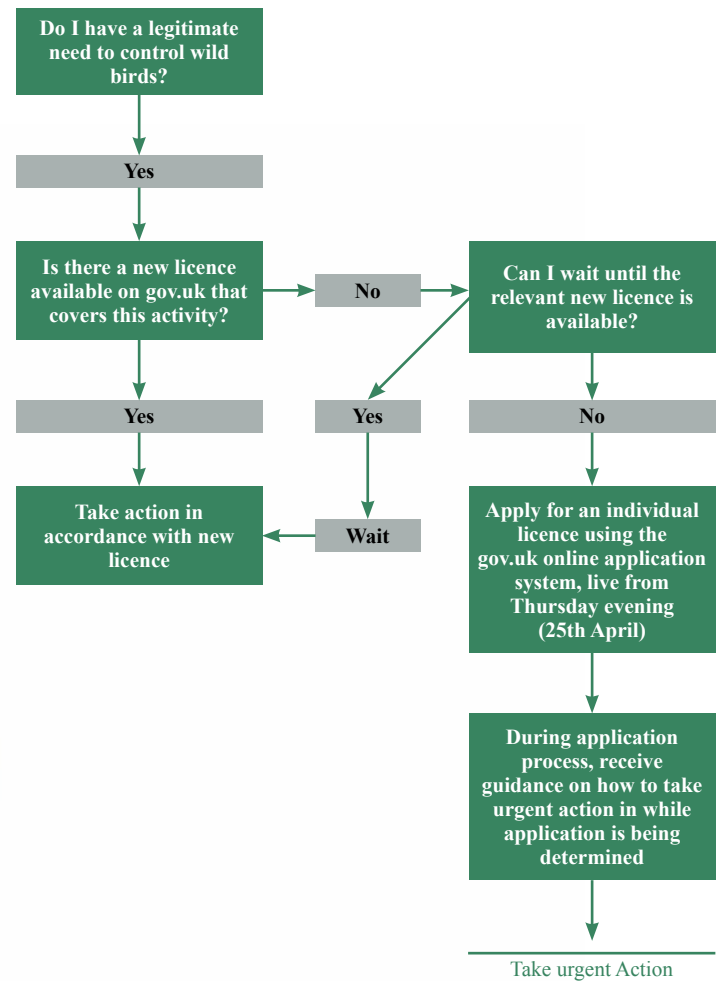 Do I have a legitimate
need to control wild
birds?
Yes
Is there a new licence
available on gov.uk that
covers this activity?
No
Can I wait until the
relevant new licence is
available?
Yes
Yes
No
Take action in
accordance with new
licence
Wait
Apply for an individual
licence using the
gov.uk online application
system, live from
Thursday evening
(25th April)
During application
process, receive
guidance on how to take
urgent action in while
application is being
determined
Take urgent Action